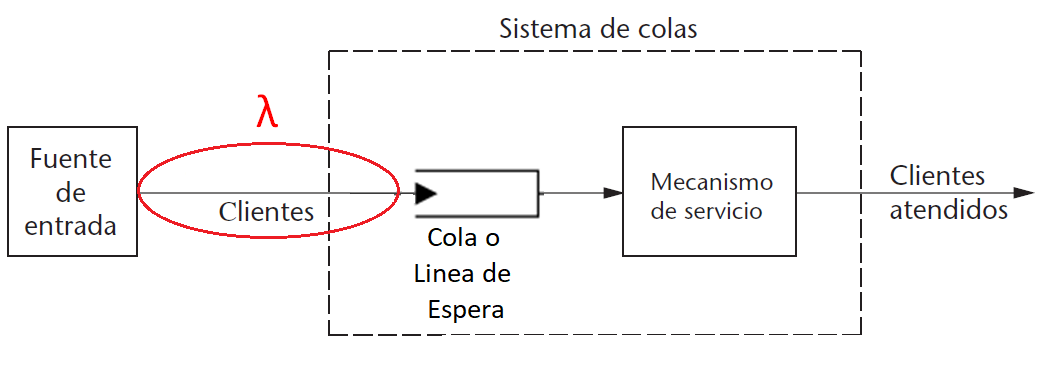 Sistema de colas
λ
Fuente
de
entrada
Clientes
Cola o
Linea de
Espera
Mecanismo
de servicio
Clientes
atendidos